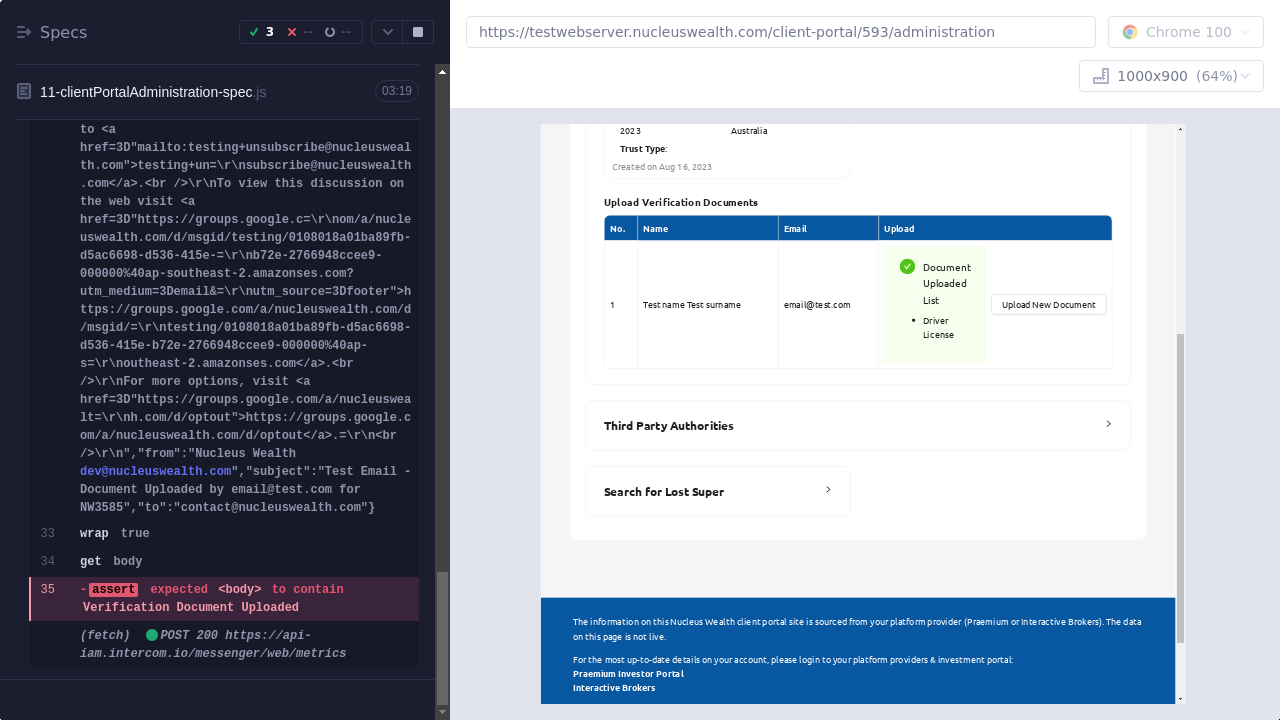 Specs
3
--
--
11-clientPortalAdministration-spec.js
03:19
to <a
href=3D"mailto:testing+unsubscribe@nucleusweal
th.com">testing+un=\r\nsubscribe@nucleuswealth
.com</a>.<br />\r\nTo view this discussion on
the web visit <a
href=3D"https://groups.google.c=\r\nom/a/nucle
uswealth.com/d/msgid/testing/0108018a01ba89fb-
d5ac6698-d536-415e-=\r\nb72e-2766948ccee9-
000000%40ap-southeast-2.amazonses.com?
utm_medium=3Demail&=\r\nutm_source=3Dfooter">h
ttps://groups.google.com/a/nucleuswealth.com/d
/msgid/=\r\ntesting/0108018a01ba89fb-d5ac6698-
d536-415e-b72e-2766948ccee9-000000%40ap-
s=\r\noutheast-2.amazonses.com</a>.<br
/>\r\nFor more options, visit <a
href=3D"https://groups.google.com/a/nucleuswea
lt=\r\nh.com/d/optout">https://groups.google.c
om/a/nucleuswealth.com/d/optout</a>.=\r\n<br
/>\r\n","from":"Nucleus Wealth
dev@nucleuswealth.com","subject":"Test Email -
Document Uploaded by email@test.com for
NW3585","to":"contact@nucleuswealth.com"}
33 wrap true
34 get body
35 -assert expected <body> to contain
Verification Document Uploaded
(fetch) POST 200 https://api-
iam.intercom.io/messenger/web/metrics
https://testwebserver.nucleuswealth.com/client-portal/593/administration
Chrome 100
1000x900 (64%)
2023 Australia
Trust Type:
Created on Aug 16, 2023
Upload Verification Documents
No. Name Email Upload
1 Test name Test surname email@test.com
Document
Uploaded
List
Driver
License
Upload New Document
Third Party Authorities
Search for Lost Super
The information on this Nucleus Wealth client portal site is sourced from your platform provider (Praemium or Interactive Brokers). The data
on this page is not live.
For the most up-to-date details on your account, please login to your platform providers & investment portal:
Praemium Investor Portal
Interactive Brokers